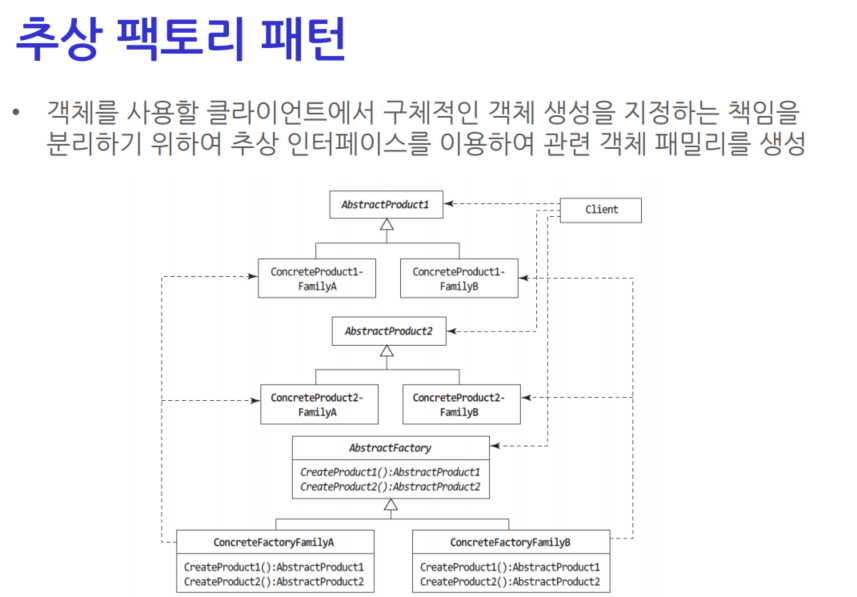 추상 팩토리 패턴
• 객체를 사용할 클라이언트에서 구체적인 객체 생성을 지정하는 책임을
분리하기 위하여 추상 인터페이스를 이용하여 관련 객체 패밀리를 생성
AbstractProduct1
Client
ConcreteProduct1-
FamilyA
ConcreteProduct1-
FamilyB
AbstractProduct2
ConcreteProduct2-
FamilyA
ConcreteProduct2-
FamilyB
AbstractFactory
CreateProduct1():AbstractProduct1
CreateProduct2():AbstractProduct2
ConcreteFactoryFamilyA
CreateProduct1():AbstractProduct1
CreateProduct2():AbstractProduct2
ConcreteFactoryFamilyB
CreateProduct1():AbstractProduct1
CreateProduct2():AbstractProduct2